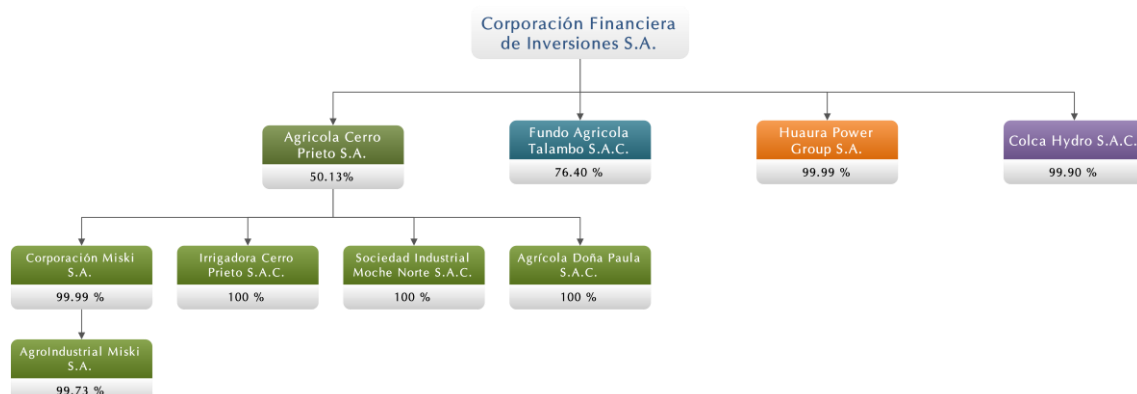 Corporación Financiera
de Inversiones S.A.
Agricola Cerro
Prieto S.A.
50.13%
Fundo Agricola
Talambo S.A.C.
76.40 %
Huaura Power
Group S.A.
99.99 %
Colca Hydro S.A.C.
99.90 %
Corporación Miski
S.A.
99.99 %
Irrigadora Cerro
Prieto S.A.C.
100 %
Sociedad Industrial
Moche Norte S.A.C.
100 %
Agrícola Doña Paula
S.A.C.
100 %
AgroIndustrial Miski
S.A.
99.73 %